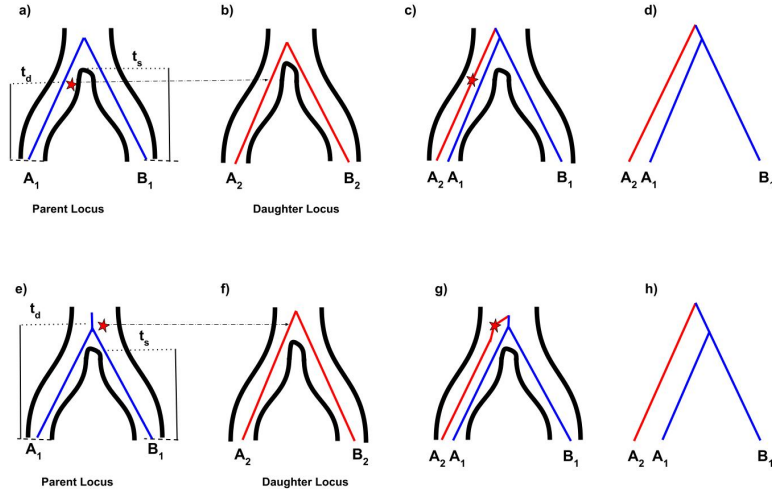 a)
b)
c)
d)
t_d
t_s
A_1
B_1
A_2
B_2
A_2 A_1
B_1
A_2 A_1
B_1
Parent Locus
Daughter Locus
e)
f)
g)
h)
t_d
t_s
A_1
B_1
A_2
B_2
A_2 A_1
B_1
A_2
A_1
B_1
Parent Locus
Daughter Locus